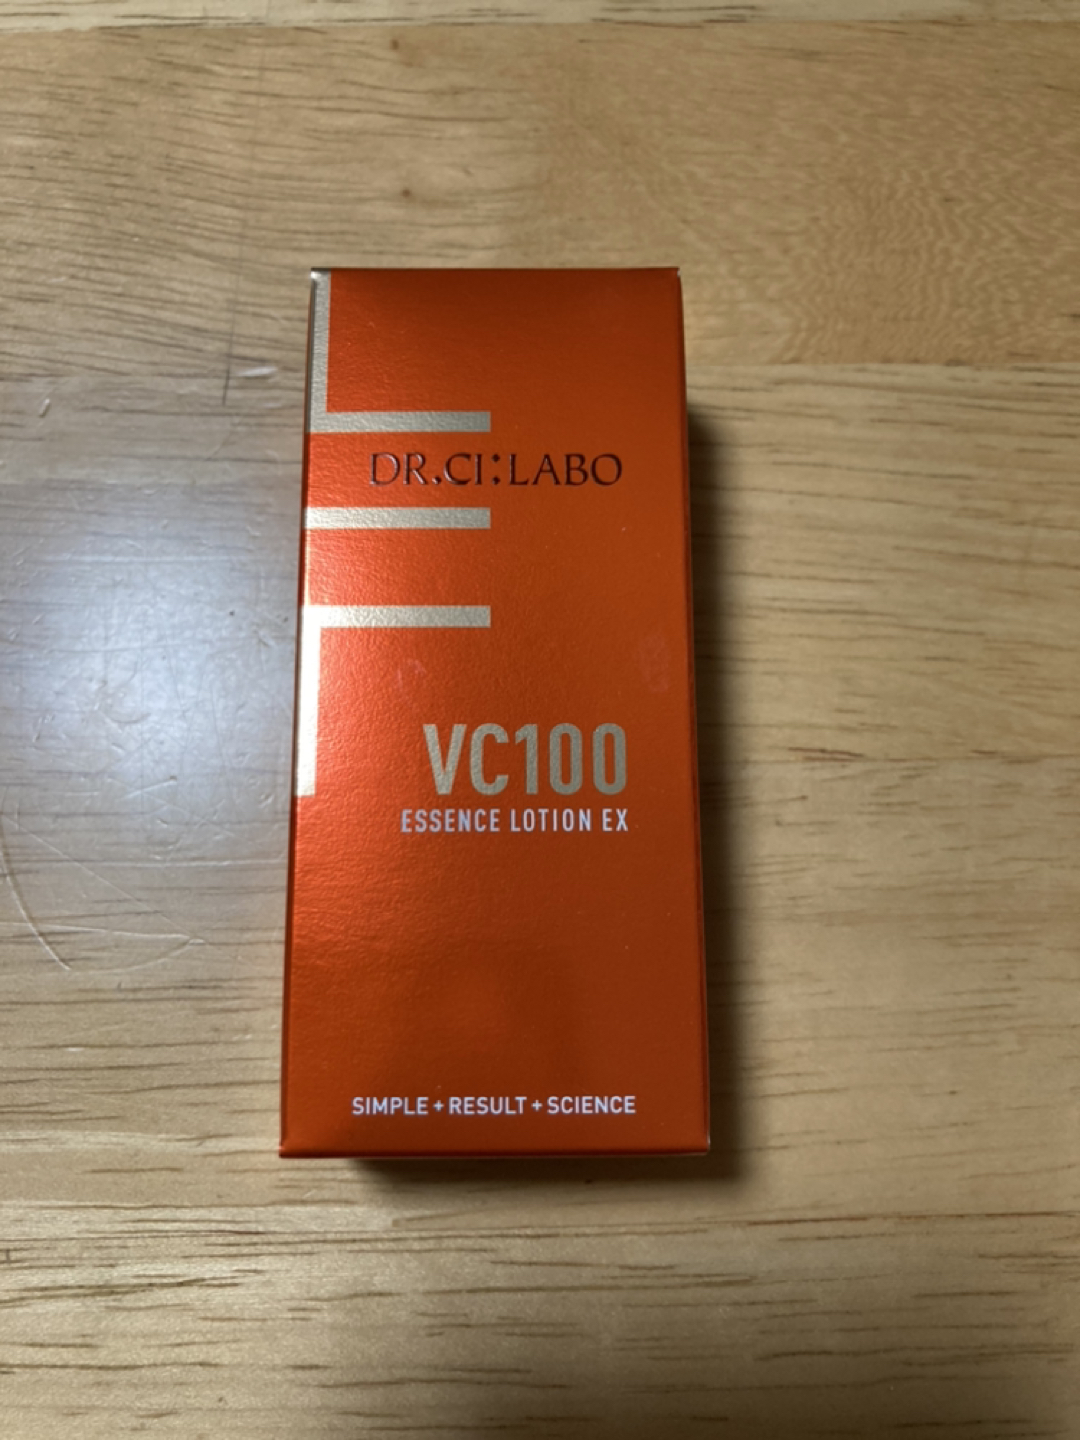 DR.CI:LABO
VC100
ESSENCE LOTION EX
SIMPLE+RESULT+SCIENCE